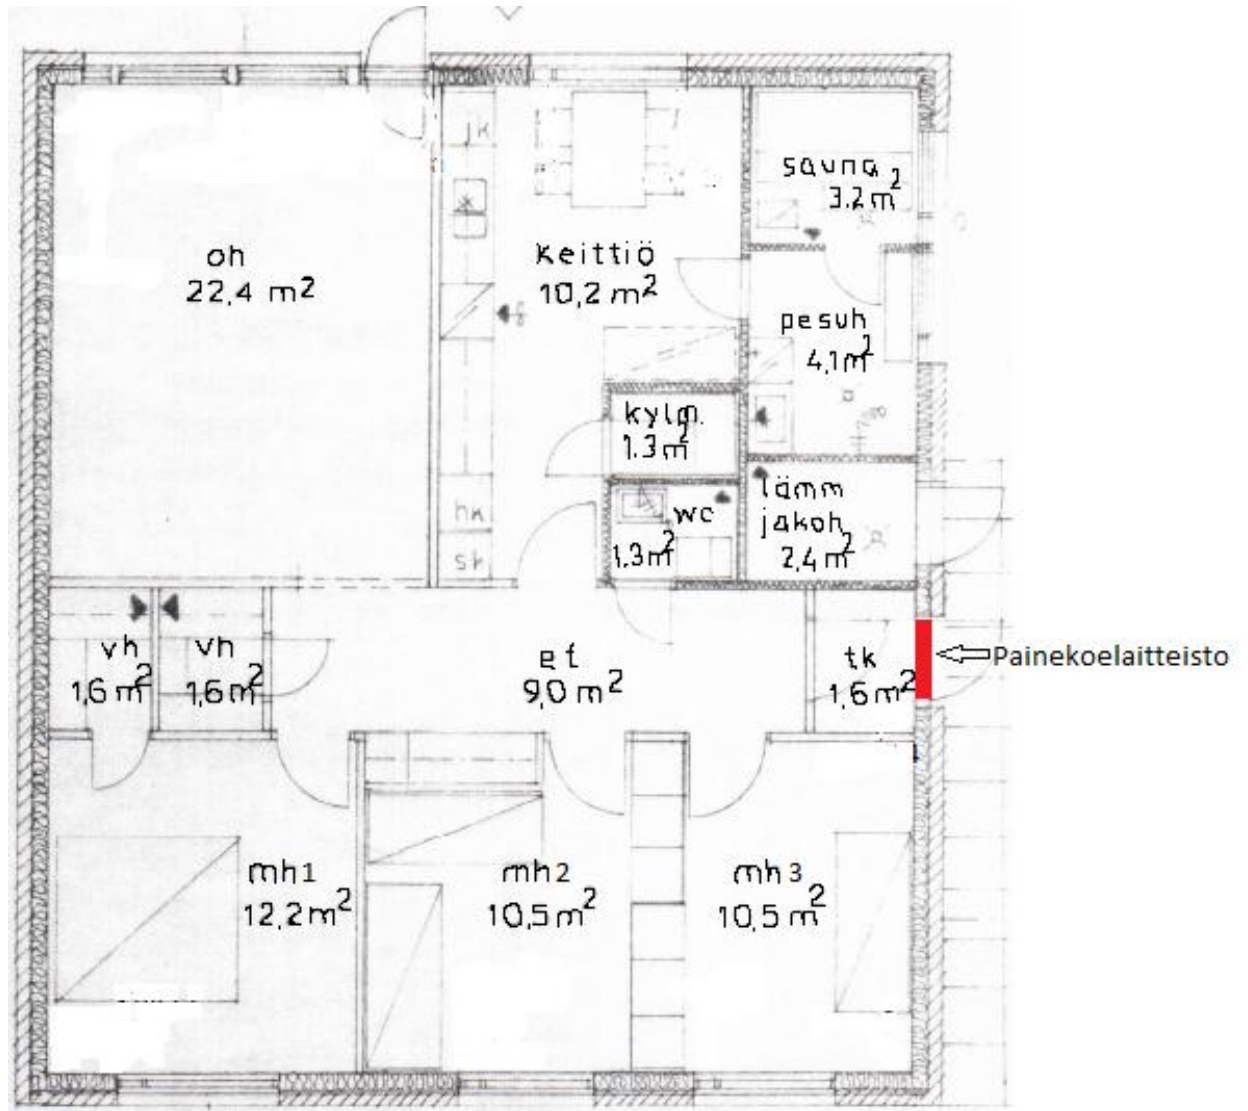 jk
sauna
3.2 m²
oh
22,4 m²
Keittiö
10,2 m²
pesuh
4,1 m²
kylm.
1.3 m²
hk
sk
wc
1,3 m²
lämm
jakoh
2,4 m²
vh
1,6 m²
vh
1,6 m²
et
9,0 m²
tk
1,6 m²
Painekoelaitteisto
mh1
12,2 m²
mh2
10,5 m²
mh3
10,5 m²